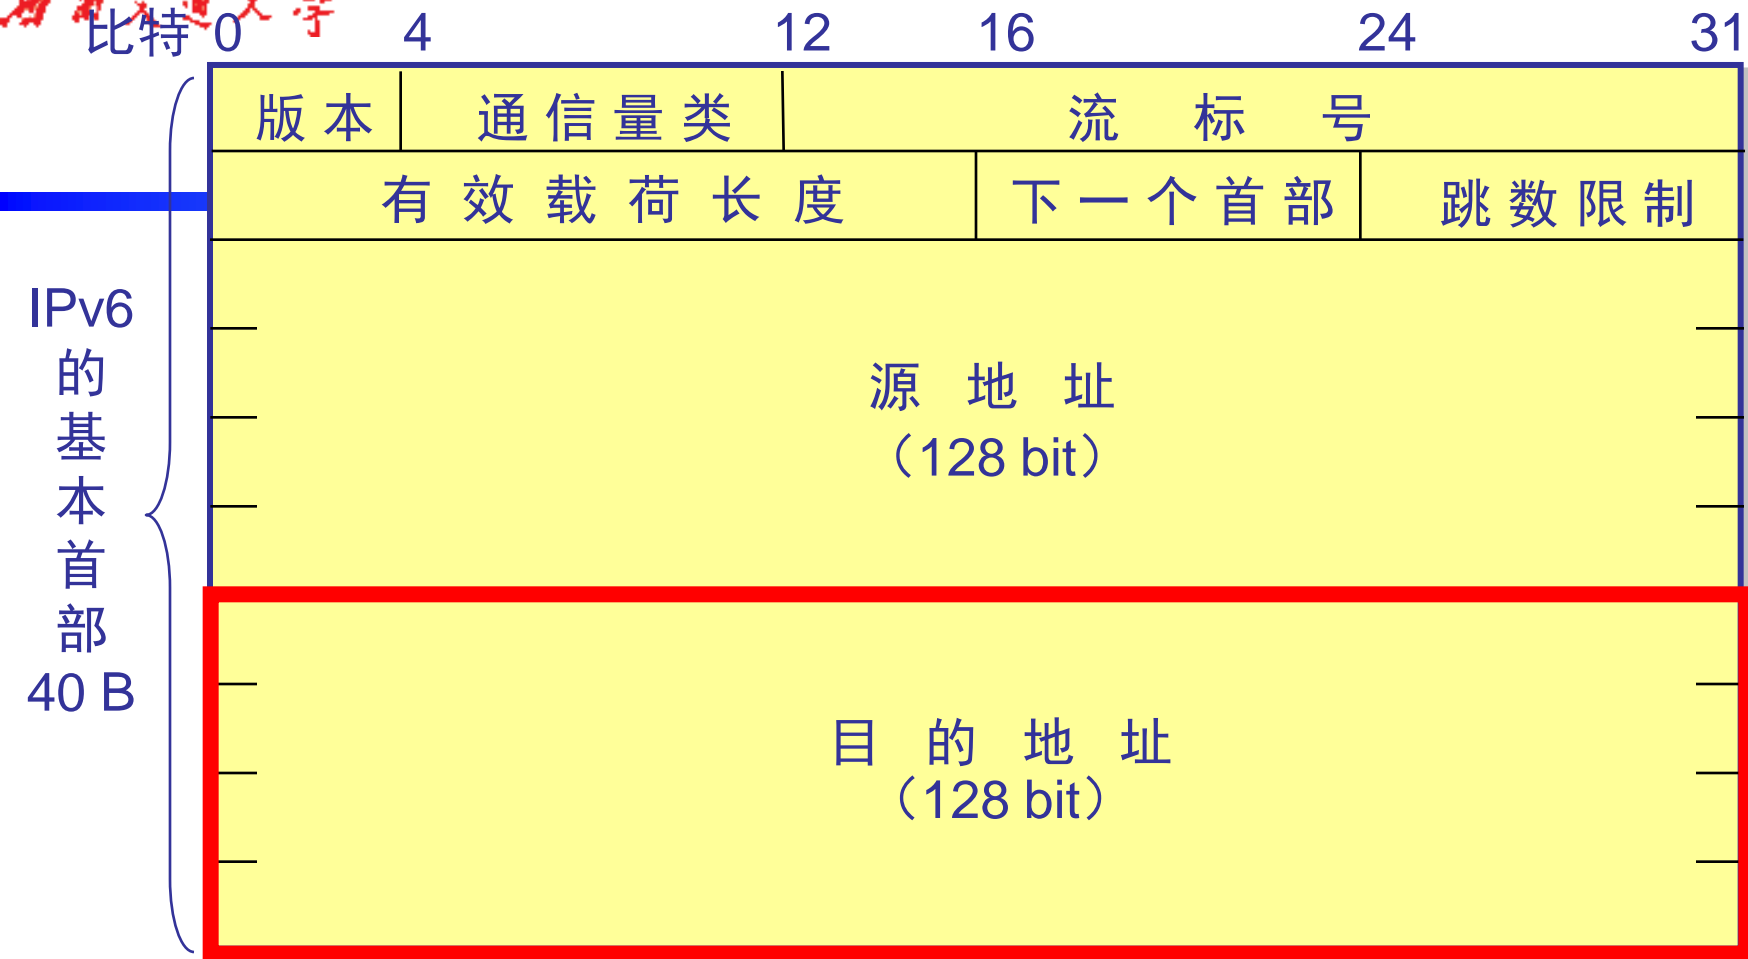 比特 0 4 12 16 24 31
版本 通信量类 流标号
有效载荷长度 下一个首部 跳数限制
IPv6
的
基
本
首
部
40 B
源地址
（128 bit）
目的地址
（128 bit）